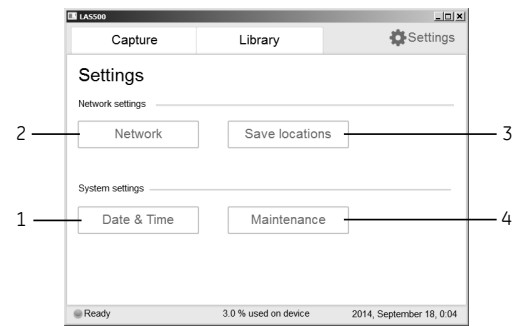 LAS500
Capture Library Settings
Settings
Network settings
2 Network Save locations 3
System settings
1 Date & Time Maintenance 4
Ready 3.0 % used on device 2014, September 18, 0:04